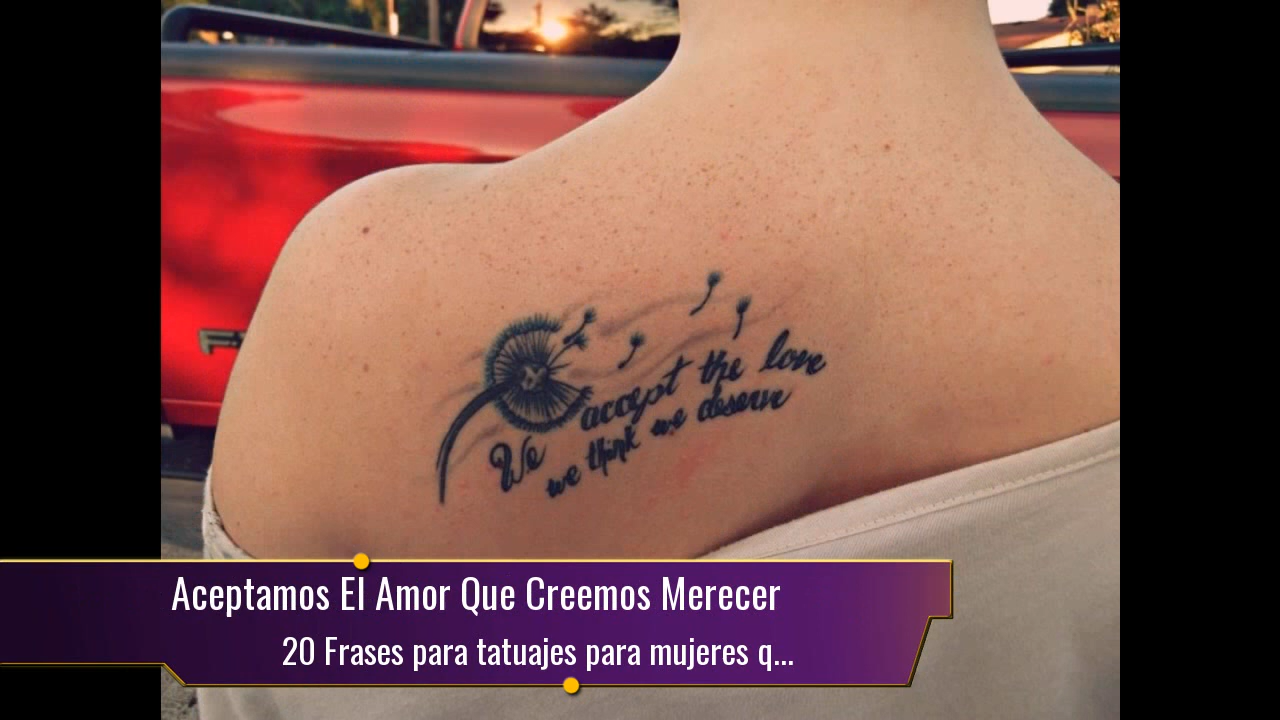 We accept the love
we think we deserve
Aceptamos El Amor Que Creemos Merecer
20 Frases para tatuajes para mujeres q...